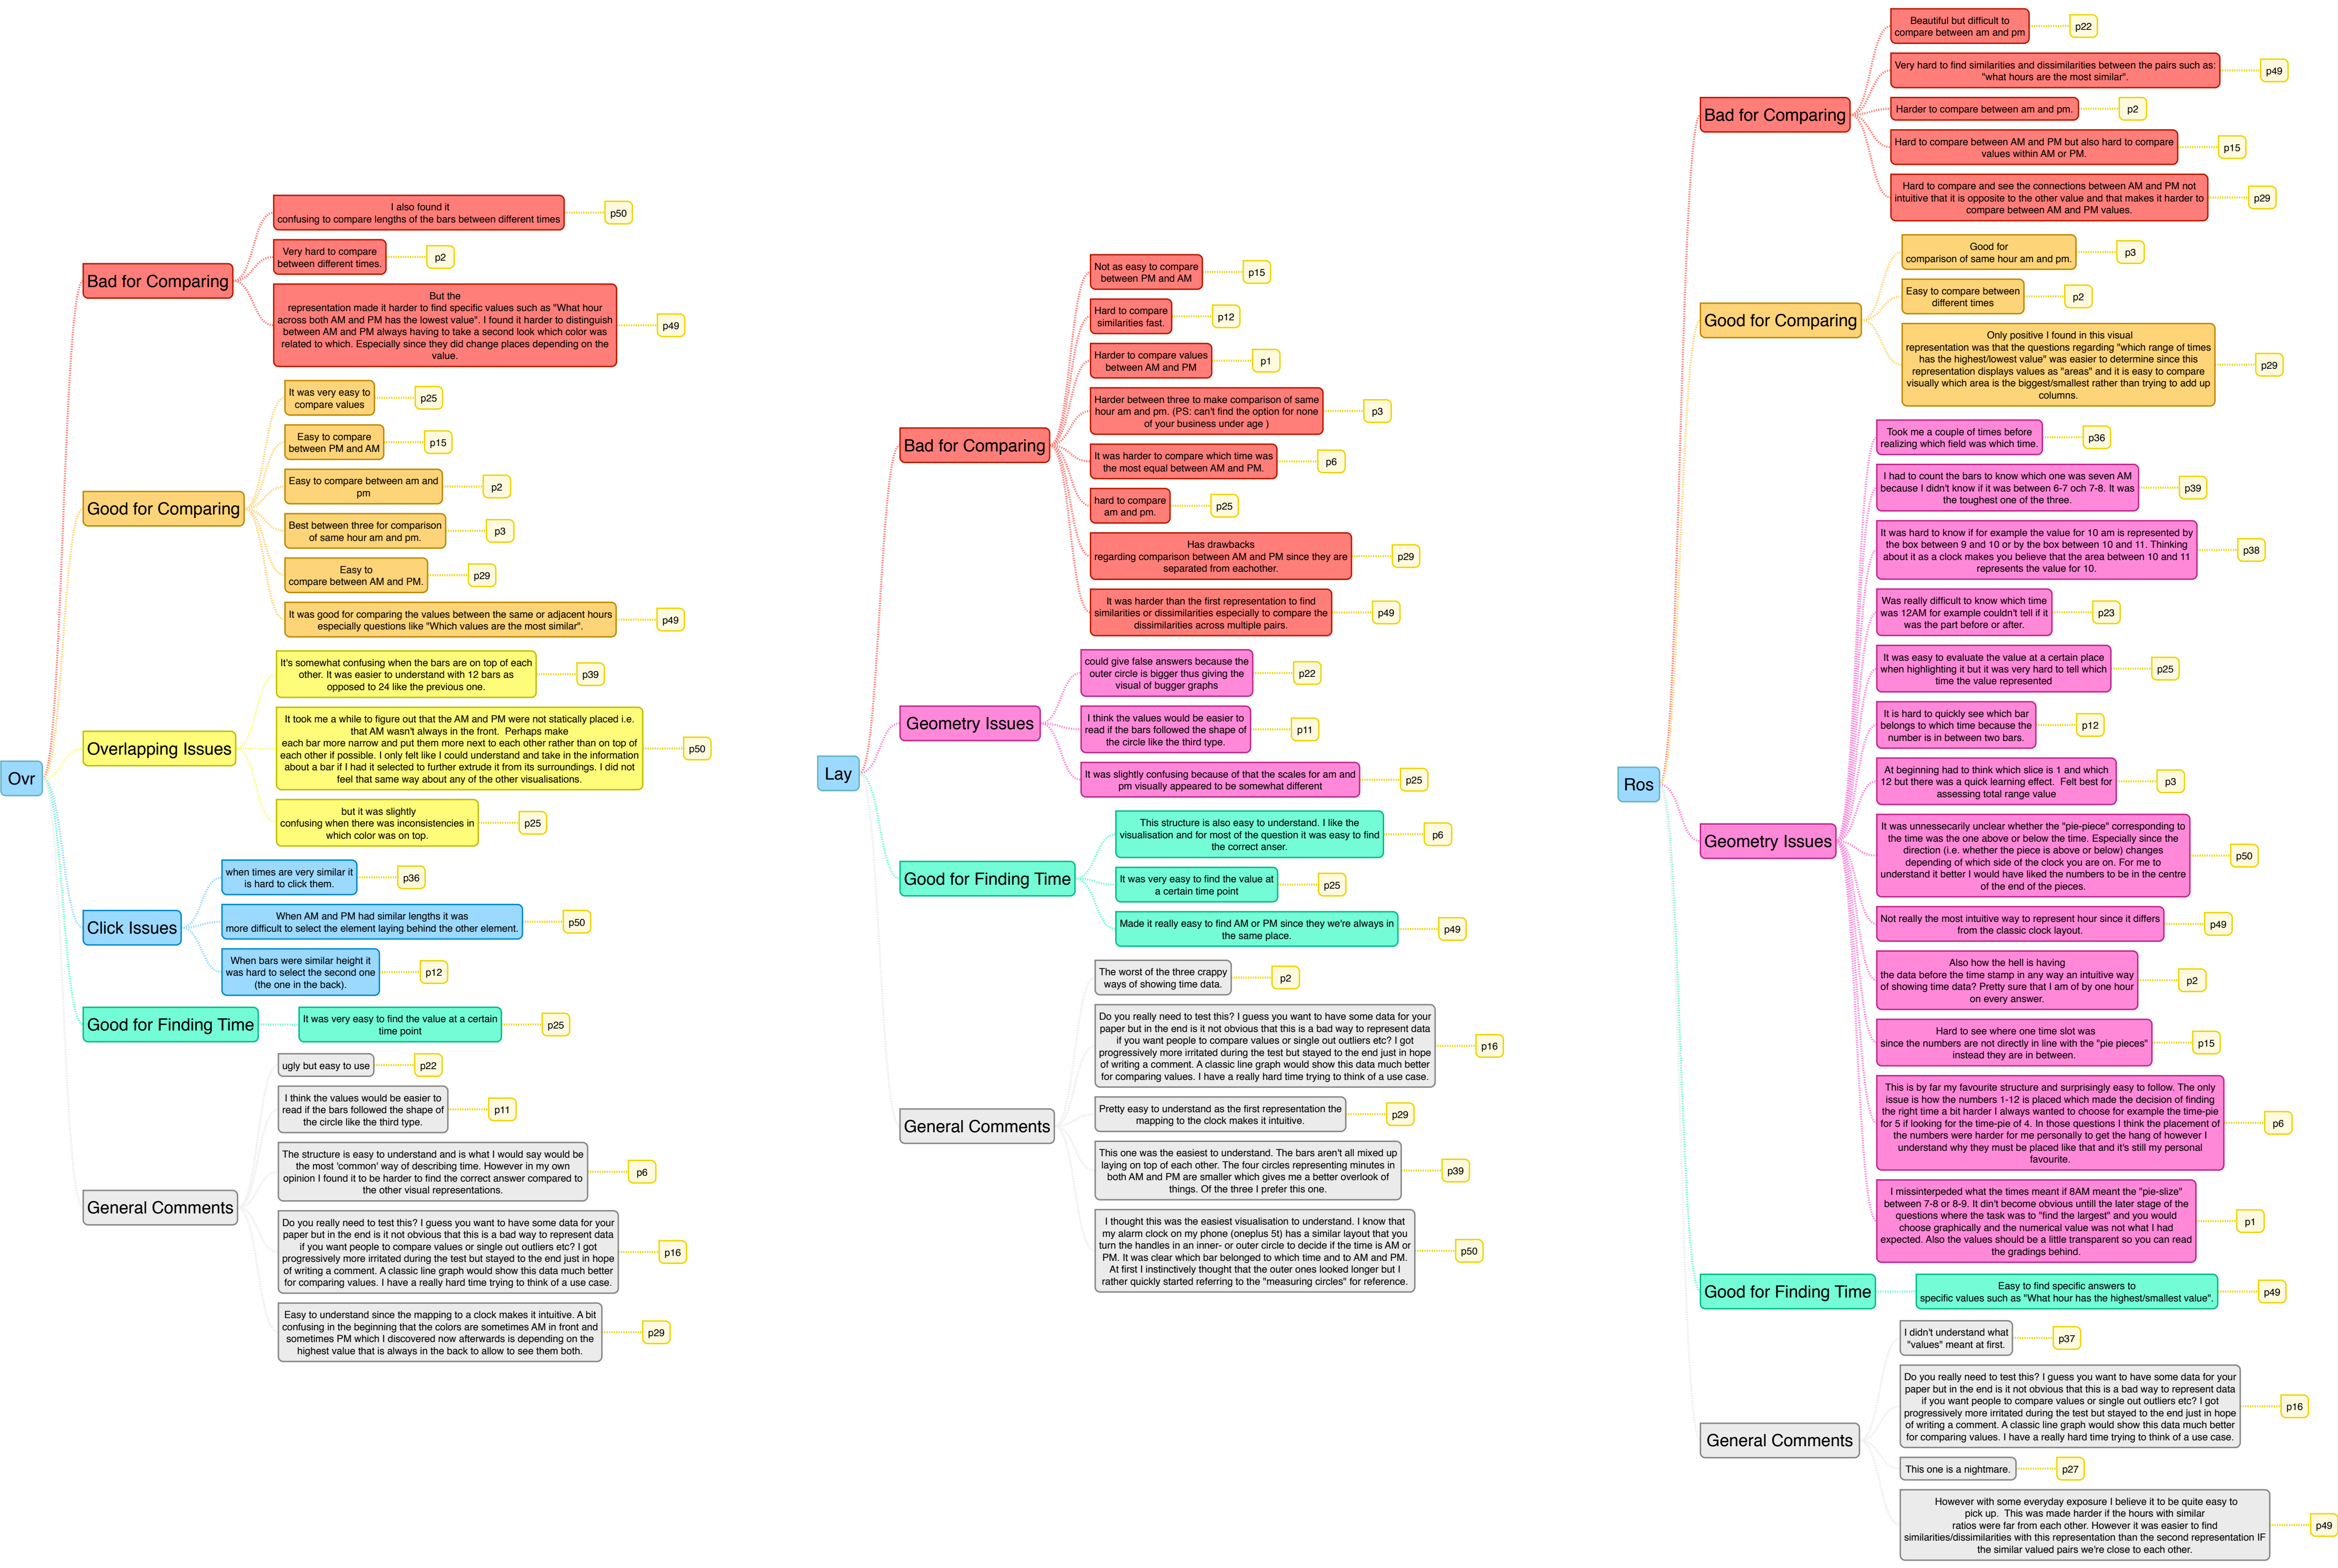 Ovr
Bad for Comparing
I also found it
confusing to compare lengths of the bars between different times
p50
Very hard to compare
between different times.
p2
But the
representation made it harder to find specific values such as "What hour
across both AM and PM has the lowest value". I found it harder to distinguish
between AM and PM always having to take a second look which color was
related to which. Especially since they did change places depending on the
value.
p49
Good for Comparing
It was very easy to
compare values
p25
Easy to compare
between PM and AM
p15
Easy to compare between am and
pm
p2
Best between three for comparison
of same hour am and pm.
p3
Easy to
compare between AM and PM.
p29
It was good for comparing the values between the same or adjacent hours
especially questions like "Which values are the most similar".
p49
Overlapping Issues
It's somewhat confusing when the bars are on top of each
other. It was easier to understand with 12 bars as
opposed to 24 like the previous one.
p39
It took me a while to figure out that the AM and PM were not statically placed i.e.
that AM wasn't always in the front.  Perhaps make
each bar more narrow and put them more next to each other rather than on top of
each other if possible. I only felt like I could understand and take in the information
about a bar if I had it selected to further extrude it from its surroundings. I did not
feel that same way about any of the other visualisations.
p50
but it was slightly
confusing when there was inconsistencies in
which color was on top.
p25
Click Issues
when times are very similar it
is hard to click them.
p36
When AM and PM had similar lengths it was
more difficult to select the element laying behind the other element.
p50
When bars were similar height it
was hard to select the second one
(the one in the back).
p12
Good for Finding Time
It was very easy to find the value at a certain
time point
p25
General Comments
ugly but easy to use
p22
I think the values would be easier to
read if the bars followed the shape of
the circle like the third type.
p11
The structure is easy to understand and is what I would say would be
the most 'common' way of describing time. However in my own
opinion I found it to be harder to find the correct answer compared to
the other visual representations.
p6
Do you really need to test this? I guess you want to have some data for your
paper but in the end is it not obvious that this is a bad way to represent data
if you want people to compare values or single out outliers etc? I got
progressively more irritated during the test but stayed to the end just in hope
of writing a comment. A classic line graph would show this data much better
for comparing values. I have a really hard time trying to think of a use case.
p16
Easy to understand since the mapping to a clock makes it intuitive. A bit
confusing in the beginning that the colors are sometimes AM in front and
sometimes PM which I discovered now afterwards is depending on the
highest value that is always in the back to allow to see them both.
p29
Lay
Bad for Comparing
Not as easy to compare
between PM and AM
p15
Hard to compare
similarities fast.
p12
Harder to compare values
between AM and PM
p1
Harder between three to make comparison of same
hour am and pm. (PS: can't find the option for none
of your business under age )
p3
It was harder to compare which time was
the most equal between AM and PM.
p6
hard to compare
am and pm.
p25
Has drawbacks
regarding comparison between AM and PM since they are
separated from eachother.
p29
It was harder than the first representation to find
similarities or dissimilarities especially to compare the
dissimilarities across multiple pairs.
p49
Geometry Issues
could give false answers because the
outer circle is bigger thus giving the
visual of bugger graphs
p22
I think the values would be easier to
read if the bars followed the shape of
the circle like the third type.
p11
It was slightly confusing because of that the scales for am and
pm visually appeared to be somewhat different
p25
Good for Finding Time
This structure is also easy to understand. I like the
visualisation and for most of the question it was easy to find
the correct anser.
p6
It was very easy to find the value at
a certain time point
p25
Made it really easy to find AM or PM since they we're always in
the same place.
p49
General Comments
The worst of the three crappy
ways of showing time data.
p2
Do you really need to test this? I guess you want to have some data for your
paper but in the end is it not obvious that this is a bad way to represent data
if you want people to compare values or single out outliers etc? I got
progressively more irritated during the test but stayed to the end just in hope
of writing a comment. A classic line graph would show this data much better
for comparing values. I have a really hard time trying to think of a use case.
p16
Pretty easy to understand as the first representation the
mapping to the clock makes it intuitive.
p29
This one was the easiest to understand. The bars aren't all mixed up
laying on top of each other. The four circles representing minutes in
both AM and PM are smaller which gives me a better overlook of
things. Of the three I prefer this one.
p39
I thought this was the easiest visualisation to understand. I know that
my alarm clock on my phone (oneplus 5t) has a similar layout that you
turn the handles in an inner- or outer circle to decide if the time is AM or
PM. It was clear which bar belonged to which time and to AM and PM.
At first I instinctively thought that the outer ones looked longer but I
rather quickly started referring to the "measuring circles" for reference.
p50
Ros
Bad for Comparing
Beautiful but difficult to
compare between am and pm
p22
Very hard to find similarities and dissimilarities between the pairs such as:
"what hours are the most similar".
p49
Harder to compare between am and pm.
p2
Hard to compare between AM and PM but also hard to compare
values within AM or PM.
p15
Hard to compare and see the connections between AM and PM not
intuitive that it is opposite to the other value and that makes it harder to
compare between AM and PM values.
p29
Good for Comparing
Good for
comparison of same hour am and pm.
p3
Easy to compare between
different times
p2
Only positive I found in this visual
representation was that the questions regarding "which range of times
has the highest/lowest value" was easier to determine since this
representation displays values as "areas" and it is easy to compare
visually which area is the biggest/smallest rather than trying to add up
columns.
p29
Geometry Issues
Took me a couple of times before
realizing which field was which time.
p36
I had to count the bars to know which one was seven AM
because I didn't know if it was between 6-7 och 7-8. It was
the toughest one of the three.
p39
It was hard to know if for example the value for 10 am is represented by
the box between 9 and 10 or by the box between 10 and 11. Thinking
about it as a clock makes you believe that the area between 10 and 11
represents the value for 10.
p38
Was really difficult to know which time
was 12AM for example couldn't tell if it
was the part before or after.
p23
It was easy to evaluate the value at a certain place
when highlighting it but it was very hard to tell which
time the value represented
p25
It is hard to quickly see which bar
belongs to which time because the
number is in between two bars.
p12
At beginning had to think which slice is 1 and which
12 but there was a quick learning effect.  Felt best for
assessing total range value
p3
It was unnessecarily unclear whether the "pie-piece" corresponding to
the time was the one above or below the time. Especially since the
direction (i.e. whether the piece is above or below) changes
depending of which side of the clock you are on. For me to
understand it better I would have liked the numbers to be in the centre
of the end of the pieces.
p50
Not really the most intuitive way to represent hour since it differs
from the classic clock layout.
p49
Also how the hell is having
the data before the time stamp in any way an intuitive way
of showing time data? Pretty sure that I am of by one hour
on every answer.
p2
Hard to see where one time slot was
since the numbers are not directly in line with the "pie pieces"
instead they are in between.
p15
This is by far my favourite structure and surprisingly easy to follow. The only
issue is how the numbers 1-12 is placed which made the decision of finding
the right time a bit harder I always wanted to choose for example the time-pie
for 5 if looking for the time-pie of 4. In those questions I think the placement of
the numbers were harder for me personally to get the hang of however I
understand why they must be placed like that and it's still my personal
favourite.
p6
I missinterpeded what the times meant if 8AM meant the "pie-slize"
between 7-8 or 8-9. It din't become obvious untill the later stage of the
questions where the task was to "find the largest" and you would
choose graphically and the numerical value was not what I had
expected. Also the values should be a little transparent so you can read
the gradings behind.
p1
Good for Finding Time
Easy to find specific answers to
specific values such as "What hour has the highest/smallest value".
p49
General Comments
I didn't understand what
"values" meant at first.
p37
Do you really need to test this? I guess you want to have some data for your
paper but in the end is it not obvious that this is a bad way to represent data
if you want people to compare values or single out outliers etc? I got
progressively more irritated during the test but stayed to the end just in hope
of writing a comment. A classic line graph would show this data much better
for comparing values. I have a really hard time trying to think of a use case.
p16
This one is a nightmare.
p27
However with some everyday exposure I believe it to be quite easy to
pick up.  This was made harder if the hours with similar
ratios were far from each other. However it was easier to find
similarities/dissimilarities with this representation than the second representation IF
the similar valued pairs we're close to each other.
p49